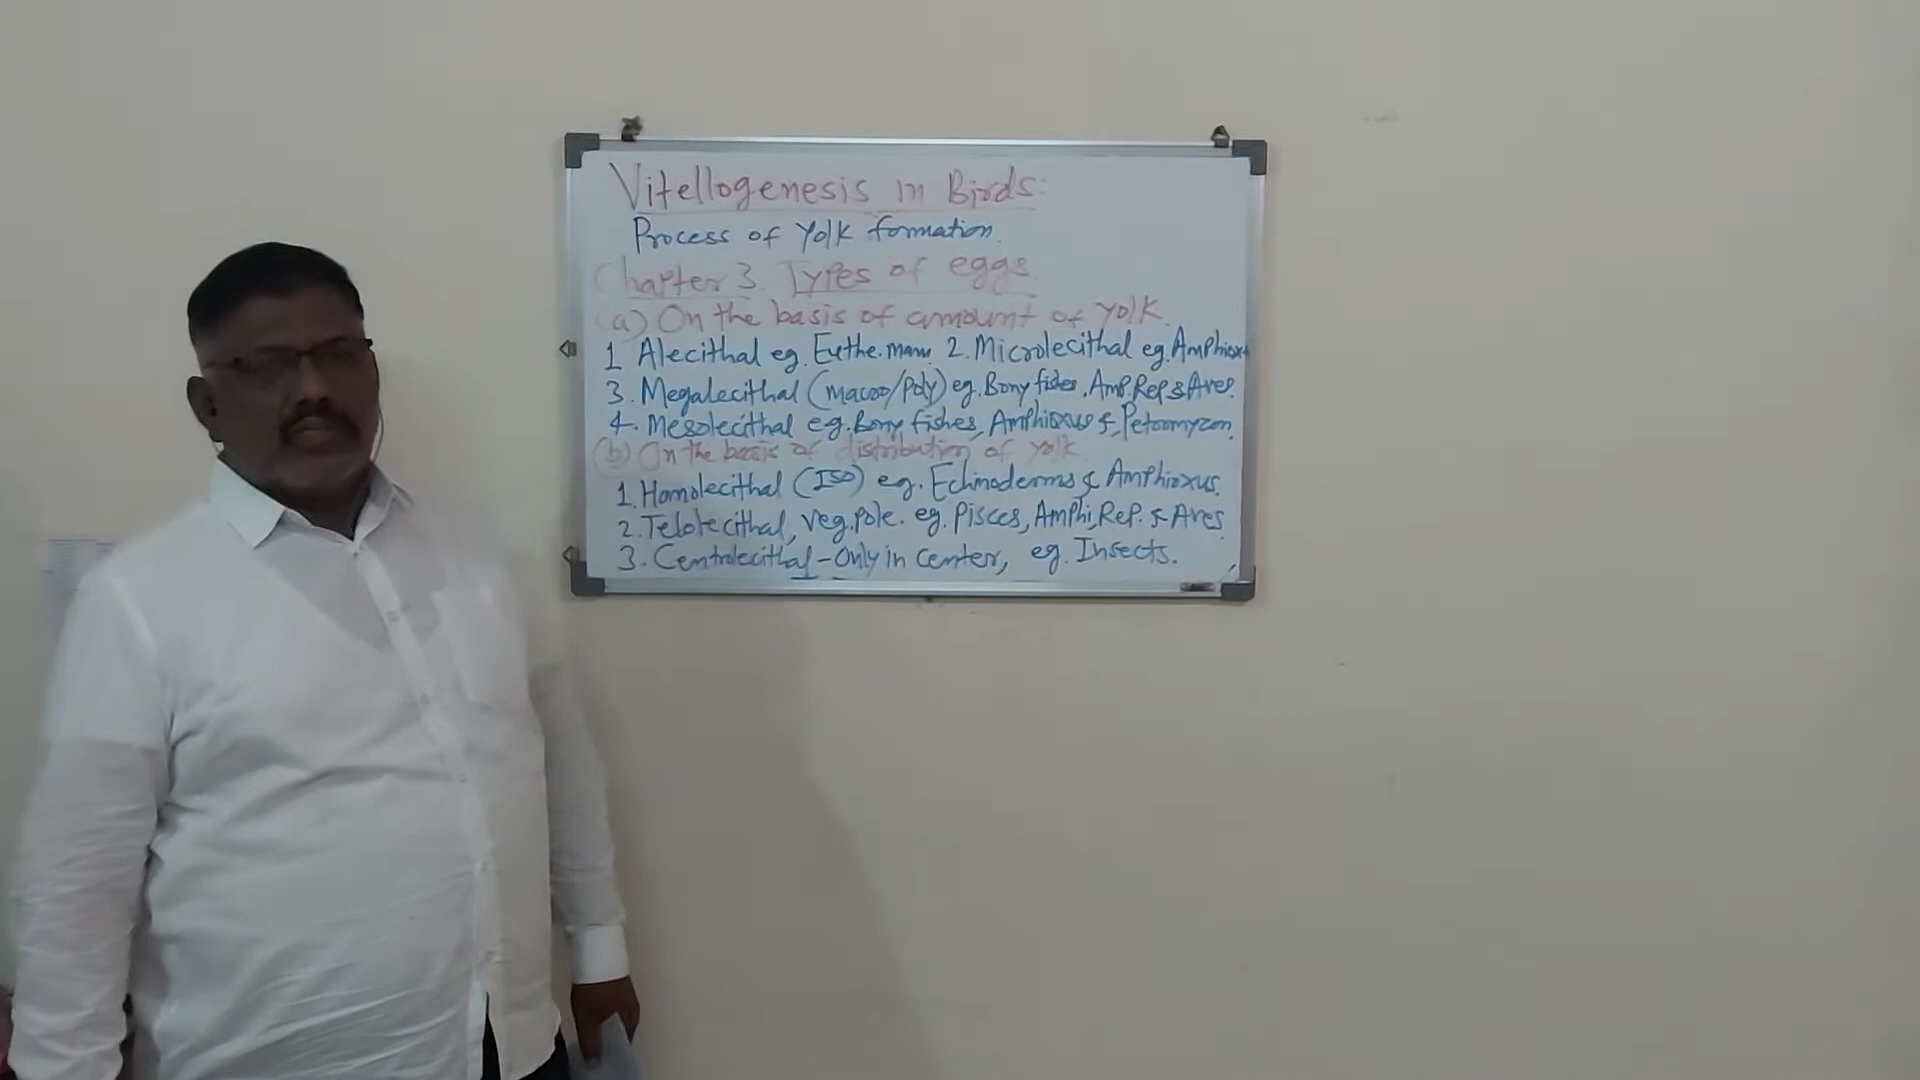 Vitellogenesis in Birds:
Process of Yolk formation.
Chapter 3. Types of eggs
(a) On the basis of amount of yolk.
1 Alecithal eg. Euthe.mam. 2. Microlecithal eg. Amphiox
3. Megalecithal (macro/Poly) eg. Bony fishes, Amp. Rep & Aves.
4. Mesolecithal eg. Bony fishes, Amphioxus & Petromyzon.
(b) On the basis of distribution of yolk
1. Homolecithal (Iso) eg. Echinoderms & Amphioxus.
2. Telolecithal, veg. pole. eg. Pisces, Amphi, Rep. & Aves
3. Centrolecithal - Only in center, eg. Insects.